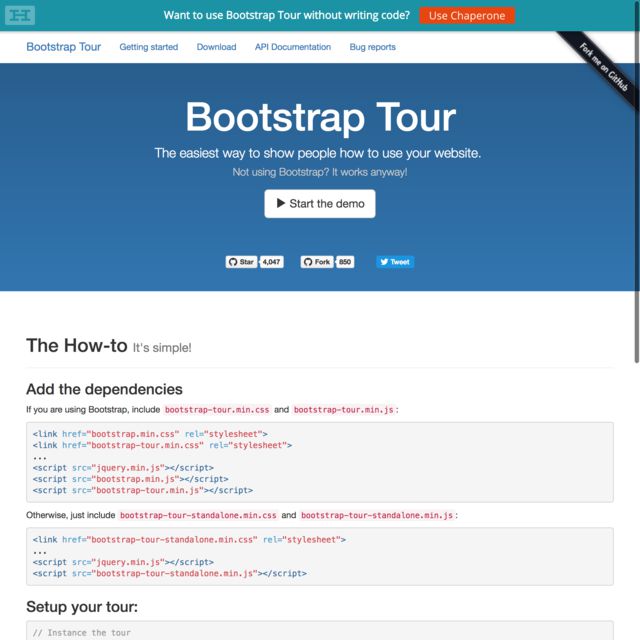 Want to use Bootstrap Tour without writing code? Use Chaperone
Bootstrap Tour Getting started Download API Documentation Bug reports
Fork me on GitHub
Bootstrap Tour
The easiest way to show people how to use your website.
Not using Bootstrap? It works anyway!
Start the demo
Star 4,047 Fork 850 Tweet
The How-to It's simple!
Add the dependencies
If you are using Bootstrap, include bootstrap-tour.min.css and bootstrap-tour.min.js:
<link href="bootstrap.min.css" rel="stylesheet">
<link href="bootstrap-tour.min.css" rel="stylesheet">
...
<script src="jquery.min.js"></script>
<script src="bootstrap.min.js"></script>
<script src="bootstrap-tour.min.js"></script>
Otherwise, just include bootstrap-tour-standalone.min.css and bootstrap-tour-standalone.min.js:
<link href="bootstrap-tour-standalone.min.css" rel="stylesheet">
...
<script src="jquery.min.js"></script>
<script src="bootstrap-tour-standalone.min.js"></script>
Setup your tour:
// Instance the tour